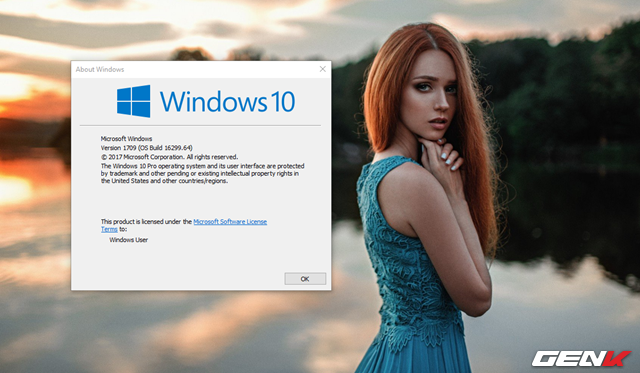 About Windows
Windows 10
Microsoft Windows
Version 1709 (OS Build 16299.64)
© 2017 Microsoft Corporation. All rights reserved.
The Windows 10 Pro operating system and its user interface are protected
by trademark and other pending or existing intellectual property rights in
the United States and other countries/regions.
This product is licensed under the Microsoft Software License
Terms to:
Windows User
OK
GENK